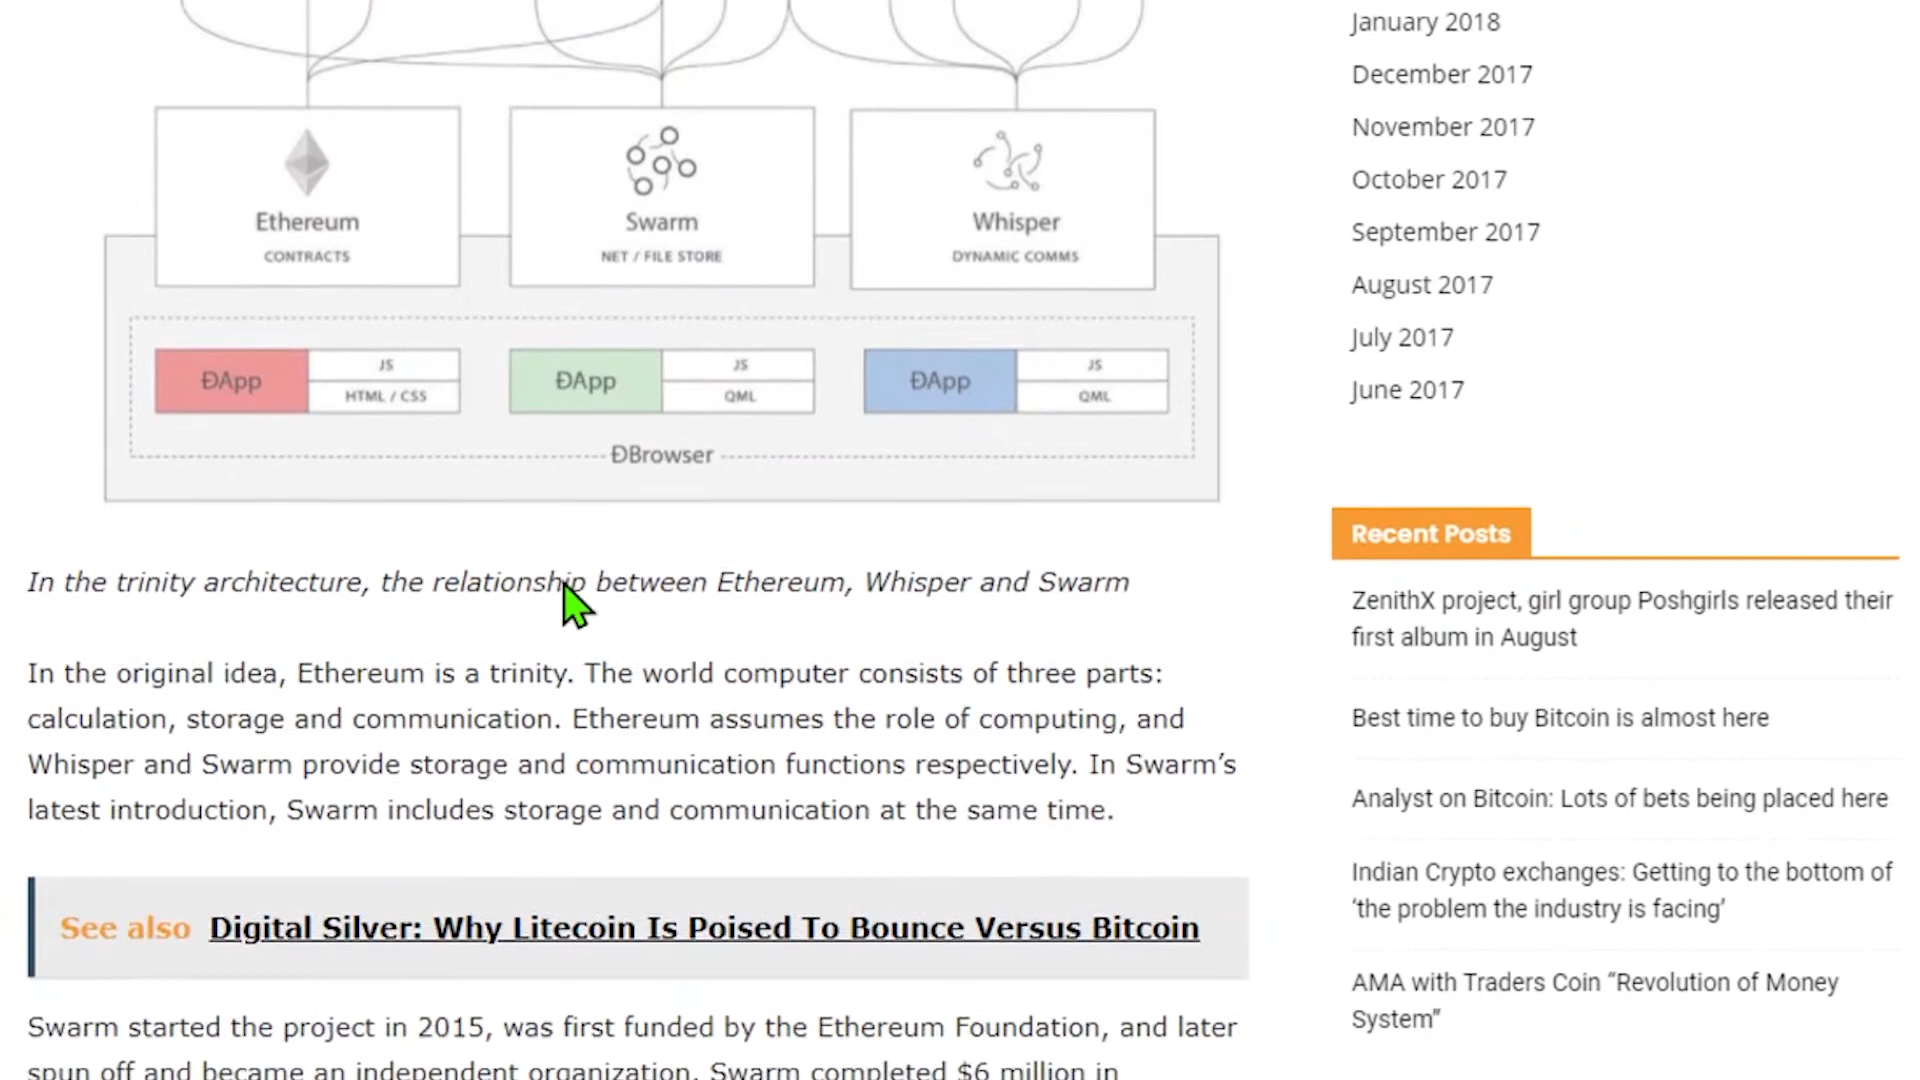 Ethereum
CONTRACTS
Swarm
NET / FILE STORE
Whisper
DYNAMIC COMMS
ĐApp
JS
HTML / CSS
ĐApp
JS
QML
ĐApp
JS
QML
ĐBrowser
In the trinity architecture, the relationship between Ethereum, Whisper and Swarm
In the original idea, Ethereum is a trinity. The world computer consists of three parts:
calculation, storage and communication. Ethereum assumes the role of computing, and
Whisper and Swarm provide storage and communication functions respectively. In Swarm’s
latest introduction, Swarm includes storage and communication at the same time.
See also Digital Silver: Why Litecoin Is Poised To Bounce Versus Bitcoin
Swarm started the project in 2015, was first funded by the Ethereum Foundation, and later
spun off and became an independent organization. Swarm completed $6 million in
January 2018
December 2017
November 2017
October 2017
September 2017
August 2017
July 2017
June 2017
Recent Posts
ZenithX project, girl group Poshgirls released their
first album in August
Best time to buy Bitcoin is almost here
Analyst on Bitcoin: Lots of bets being placed here
Indian Crypto exchanges: Getting to the bottom of
‘the problem the industry is facing’
AMA with Traders Coin “Revolution of Money
System”